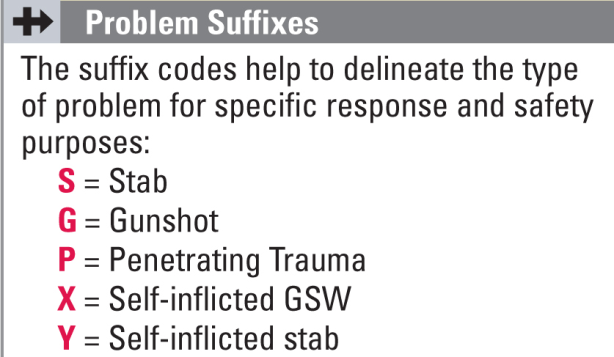 Problem Suffixes
The suffix codes help to delineate the type
of problem for specific response and safety
purposes:
S = Stab
G = Gunshot
P = Penetrating Trauma
X = Self-inflicted GSW
Y = Self-inflicted stab